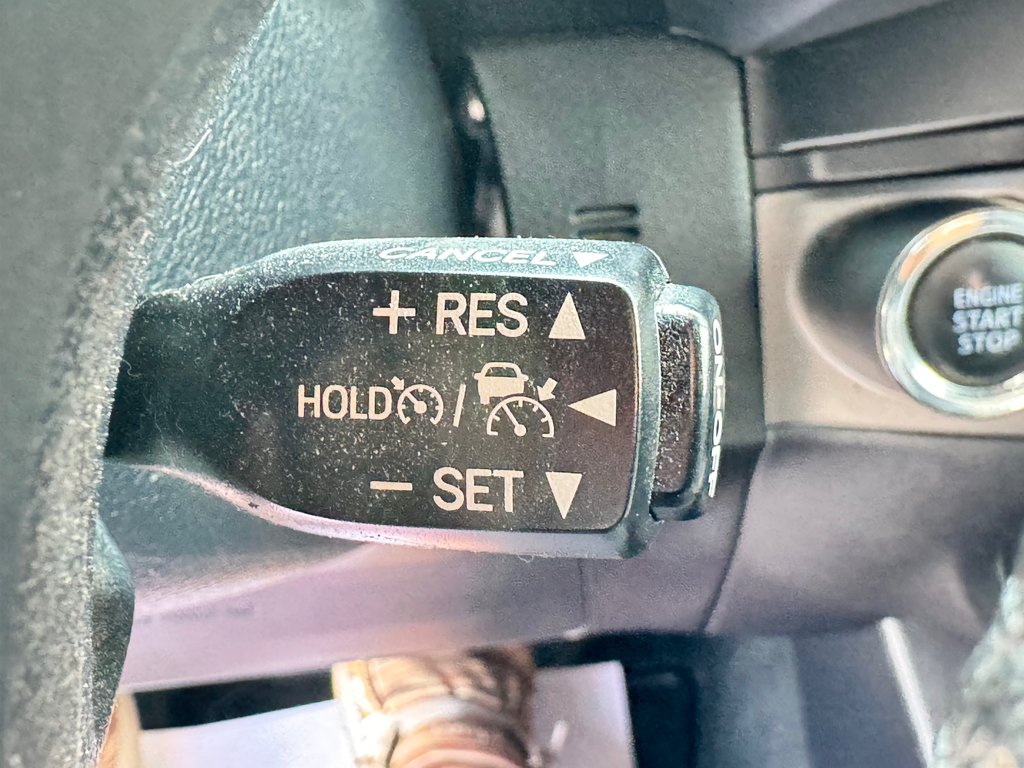 CANCEL ▼
+ RES ▲
HOLD / ◀
− SET ▼
ON·OFF
ENGINE
START
STOP